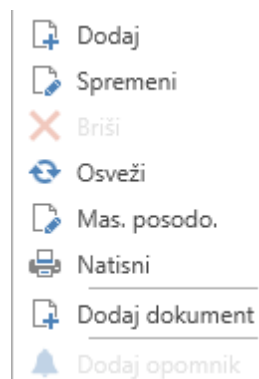 Dodaj
Spremeni
Briši
Osveži
Mas. posodo.
Natisni
Dodaj dokument
Dodaj opomnik